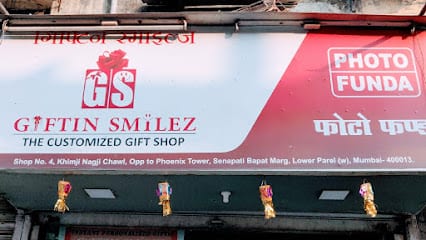 गिफ्टिन स्माईल्ज
GS
GIFTIN SMILEZ
THE CUSTOMIZED GIFT SHOP
PHOTO
FUNDA
फोटो फण्डा
Shop No. 4, Khimji Nagji Chawl, Opp to Phoenix Tower, Senapati Bapat Marg, Lower Parel (w), Mumbai- 400013.